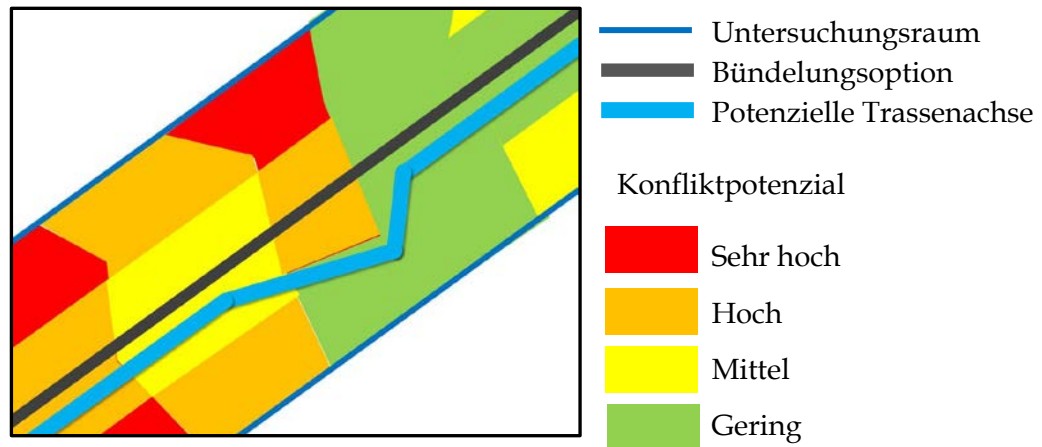 Untersuchungsraum
Bündelungsoption
Potenzielle Trassenachse
Konfliktpotenzial
Sehr hoch
Hoch
Mittel
Gering